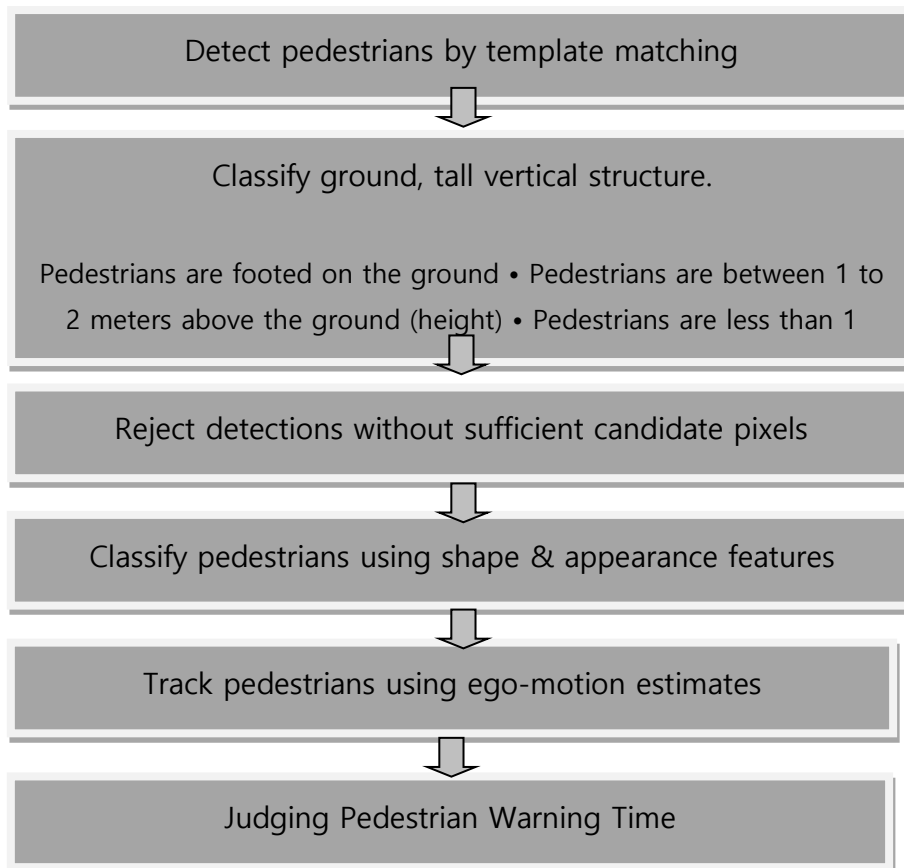 Detect pedestrians by template matching
Classify ground, tall vertical structure.
Pedestrians are footed on the ground • Pedestrians are between 1 to
2 meters above the ground (height) • Pedestrians are less than 1
Reject detections without sufficient candidate pixels
Classify pedestrians using shape & appearance features
Track pedestrians using ego-motion estimates
Judging Pedestrian Warning Time